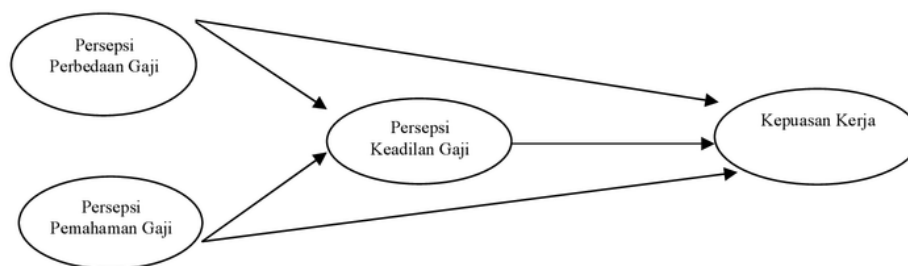 Persepsi
Perbedaan Gaji
Persepsi
Keadilan Gaji
Kepuasan Kerja
Persepsi
Pemahaman Gaji